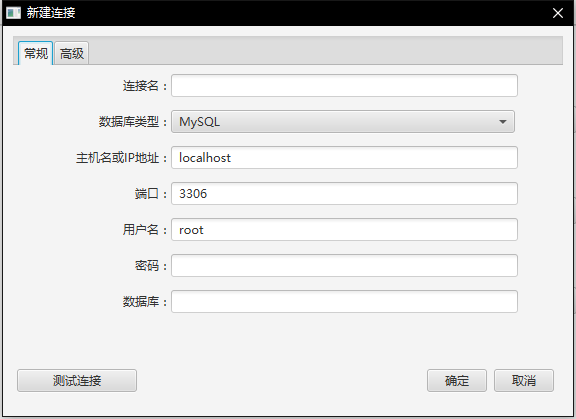 新建连接
常规 高级
连接名：
数据库类型： MySQL
主机名或IP地址： localhost
端口： 3306
用户名： root
密码：
数据库：
测试连接 确定 取消